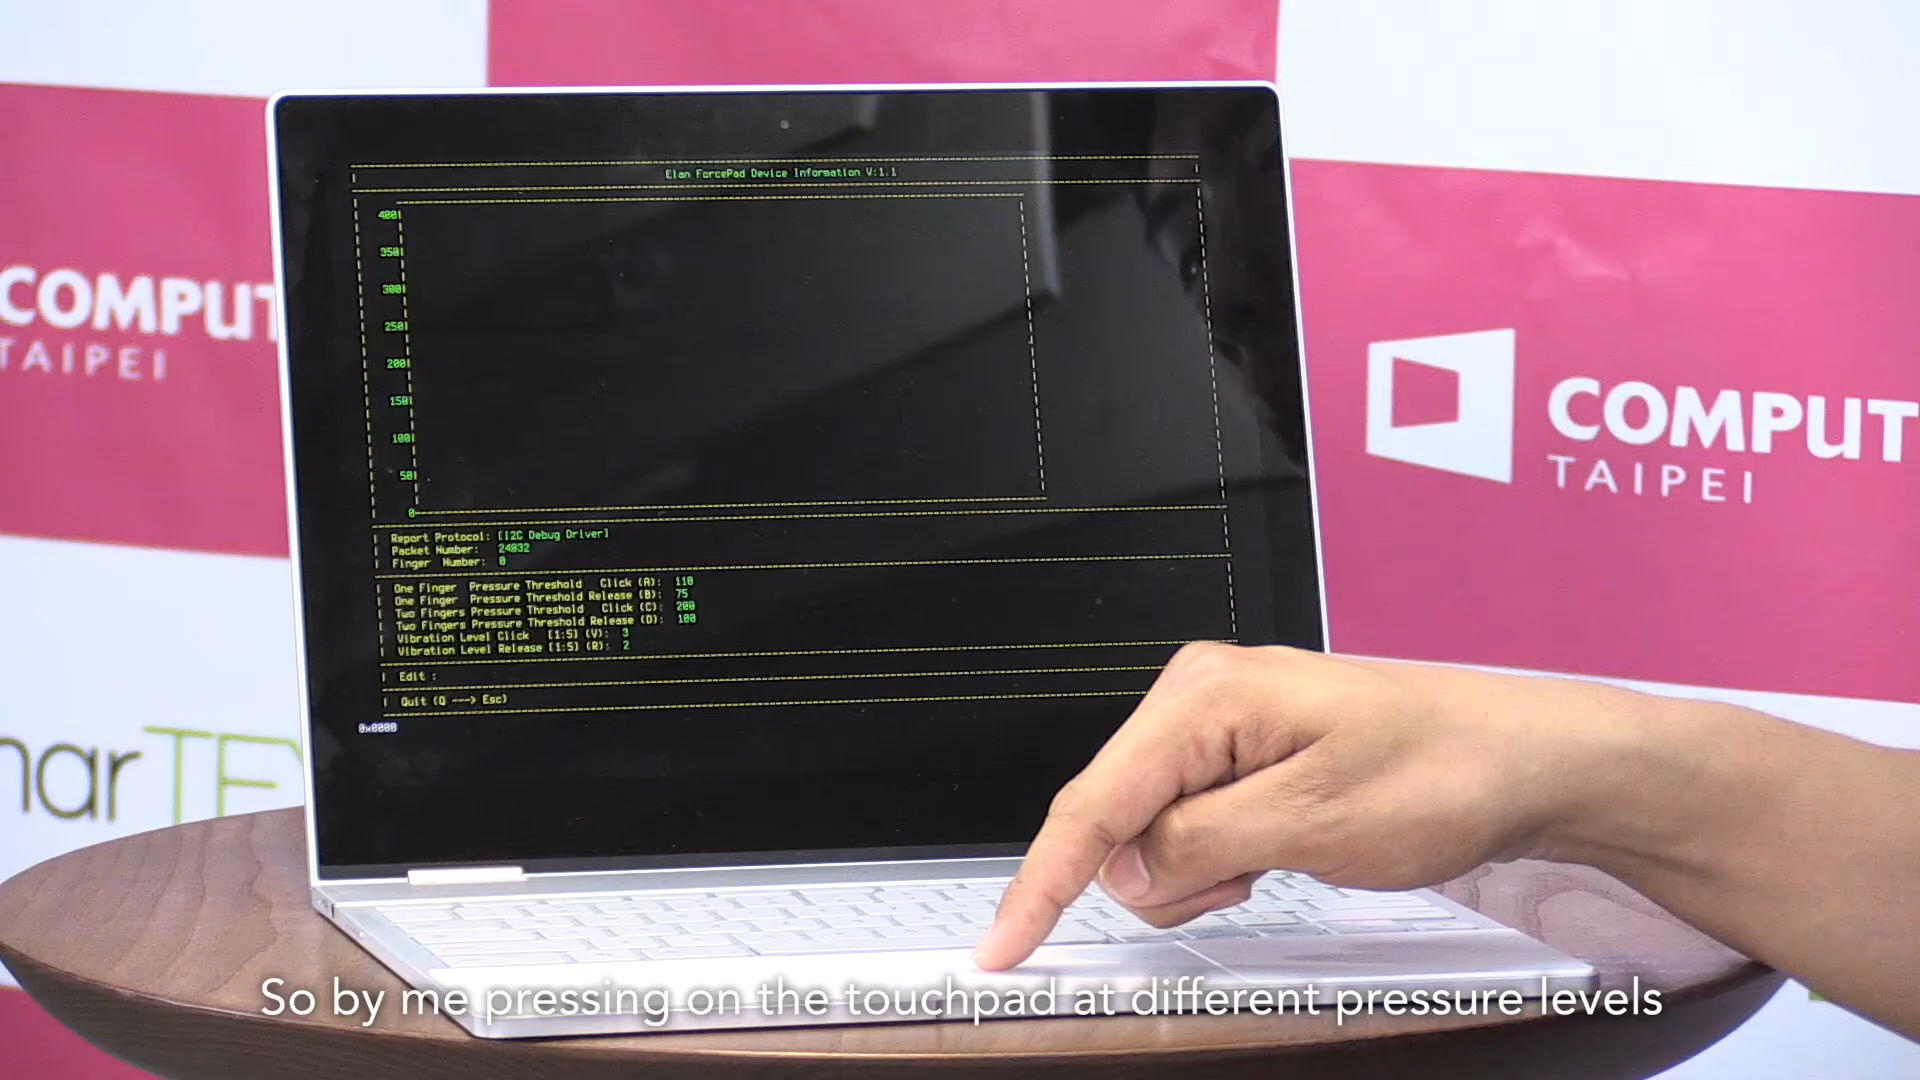 Elan ForcePad Device Information V:1.1
400
350
300
250
200
150
100
50
0
Report Protocol: [I2C Debug Driver]
Packet Number: 24032
Finger Number: 0
One Finger Pressure Threshold Click (A): 110
One Finger Pressure Threshold Release (B): 75
Two Fingers Pressure Threshold Click (C): 200
Two Fingers Pressure Threshold Release (D): 100
Vibration Level Click [1:5] (V): 3
Vibration Level Release [1:5] (R): 2
Edit :
Quit (Q ---> Esc)
0x0000
COMPUT
TAIPEI
COMPUT
TAIPEI
narTEX
So by me pressing on the touchpad at different pressure levels